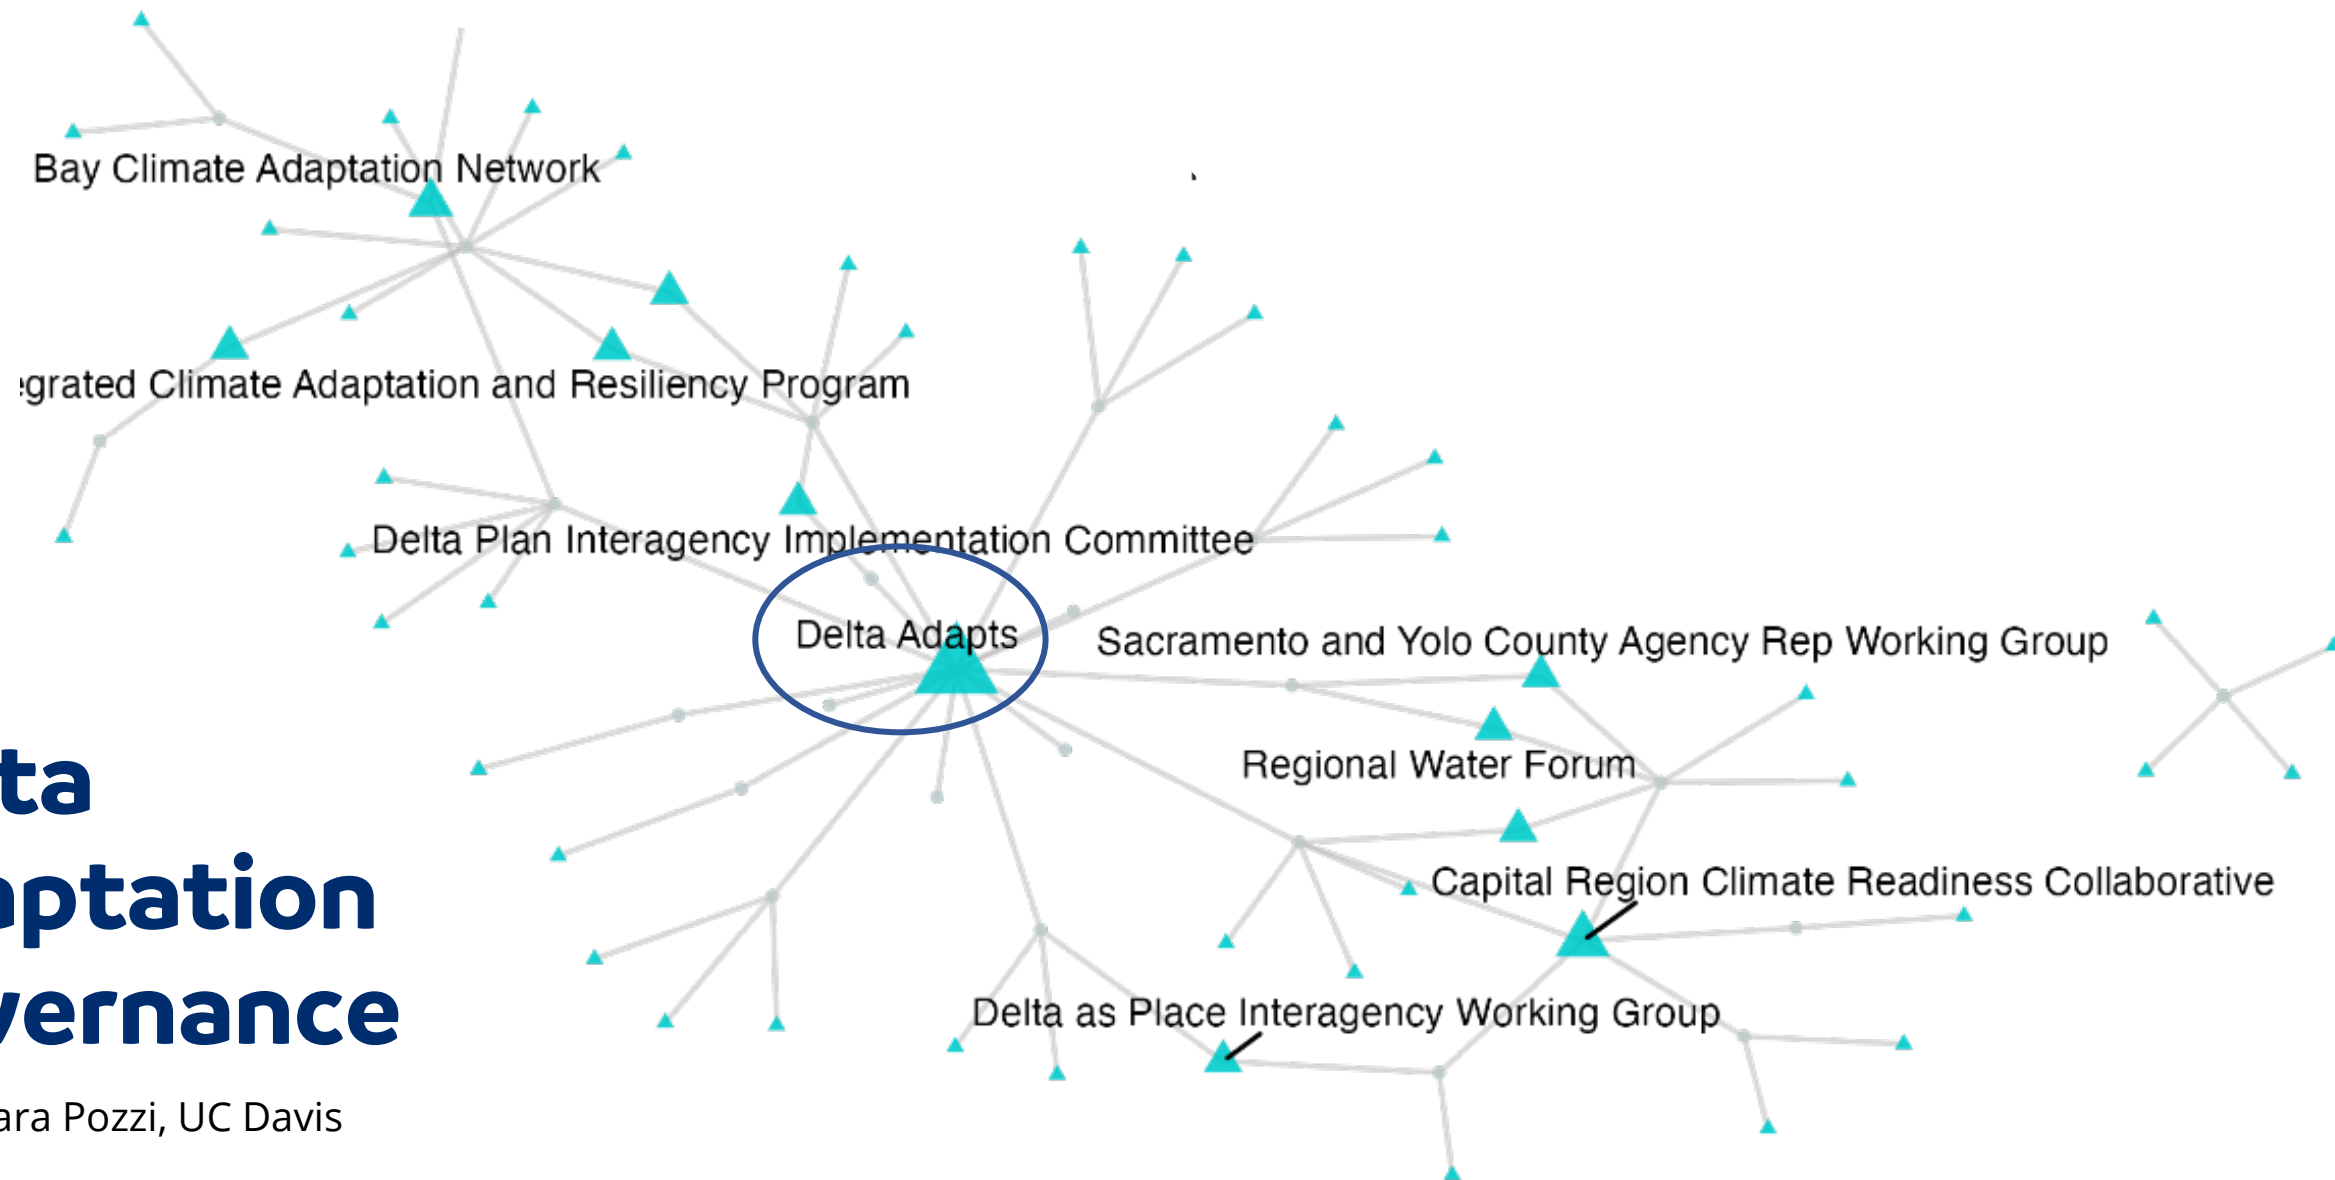 Bay Climate Adaptation Network
egrated Climate Adaptation and Resiliency Program
Delta Plan Interagency Implementation Committee
Delta Adapts
Sacramento and Yolo County Agency Rep Working Group
Regional Water Forum
Capital Region Climate Readiness Collaborative
Delta as Place Interagency Working Group
ta
aptation
vernance
ara Pozzi, UC Davis